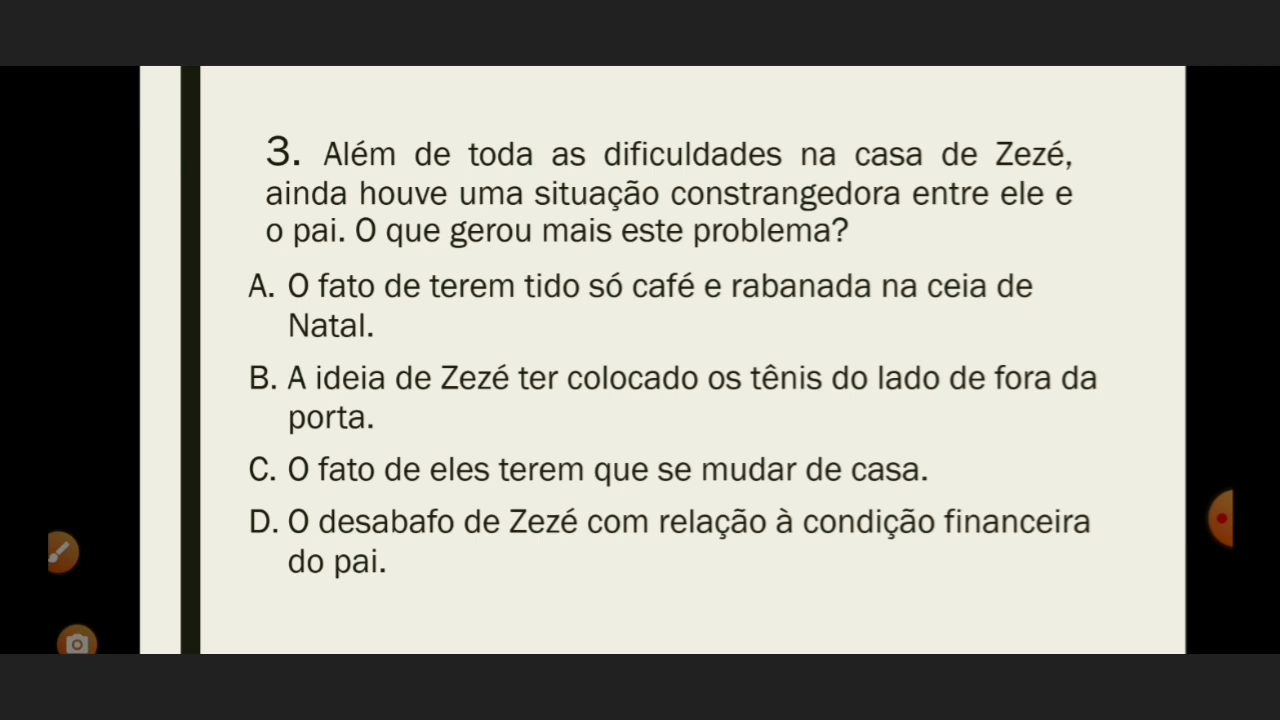 3. Além de toda as dificuldades na casa de Zezé,
ainda houve uma situação constrangedora entre ele e
o pai. O que gerou mais este problema?
A. O fato de terem tido só café e rabanada na ceia de
Natal.
B. A ideia de Zezé ter colocado os tênis do lado de fora da
porta.
C. O fato de eles terem que se mudar de casa.
D. O desabafo de Zezé com relação à condição financeira
do pai.